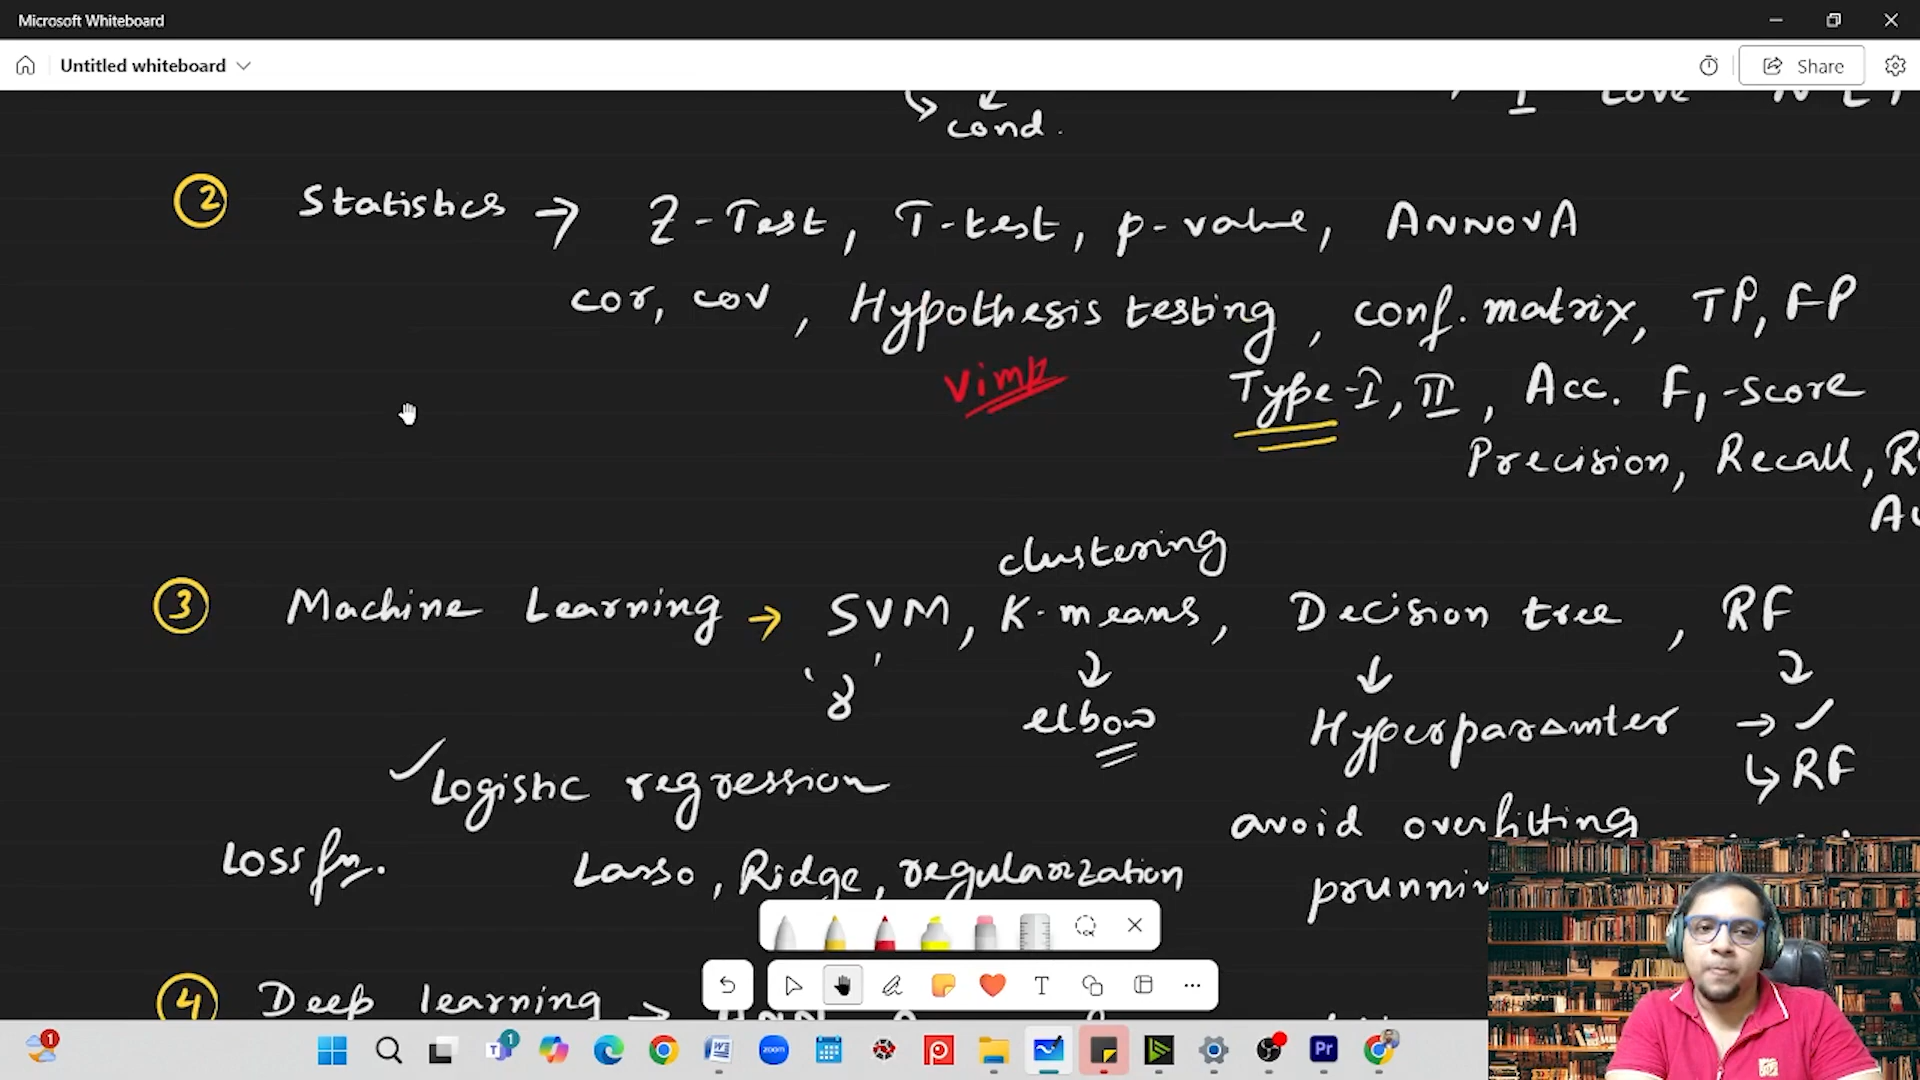 Microsoft Whiteboard
Untitled whiteboard
Share
I Love
cond.
2 Statistics → Z-Test, T-test, p-value, ANNOVA
cor, cov, Hypothesis testing, conf. matrix, TP, FP
Vimp
Type-I, II, Acc. F1-score
Precision, Recall,
clustering
3 Machine Learning → SVM, K-means, Decision tree, RF
elbow
Hyperparamter → ✓
↳ RF
✓Logistic regression
avoid overfitting
Loss fn.
Lasso, Ridge, regularization
4 Deep learning →